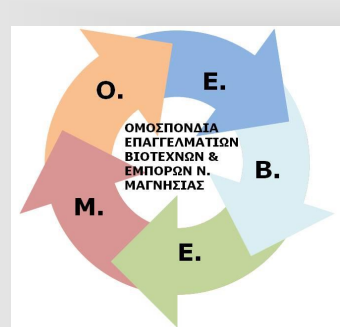 Ο.
Ε.
Β.
Ε.
Μ.
ΟΜΟΣΠΟΝΔΙΑ
ΕΠΑΓΓΕΛΜΑΤΙΩΝ
ΒΙΟΤΕΧΝΩΝ &
ΕΜΠΟΡΩΝ Ν.
ΜΑΓΝΗΣΙΑΣ